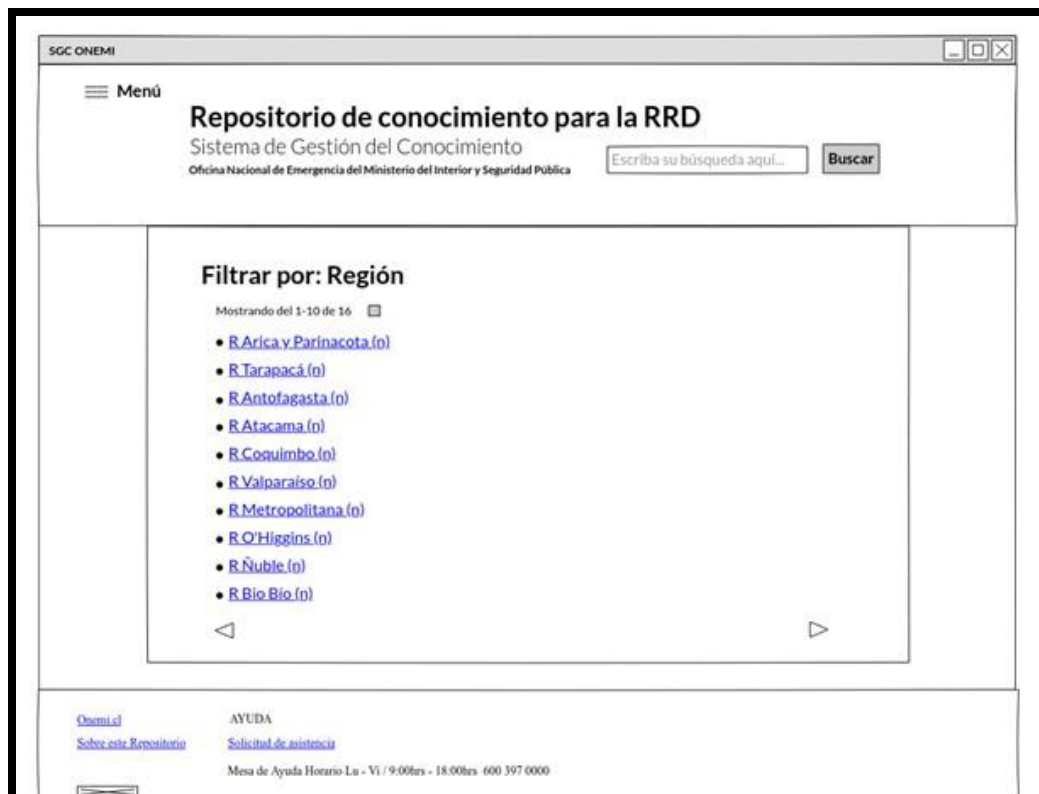 SGC ONEMI
Menú
Repositorio de conocimiento para la RRD
Sistema de Gestión del Conocimiento
Oficina Nacional de Emergencia del Ministerio del Interior y Seguridad Pública
Escriba su búsqueda aquí...
Buscar
Filtrar por: Región
Mostrando del 1-10 de 16
R Arica y Parinacota (n)
R Tarapacá (n)
R Antofagasta (n)
R Atacama (n)
R Coquimbo (n)
R Valparaíso (n)
R Metropolitana (n)
R O'Higgins (n)
R Ñuble (n)
R Bio Bío (n)
Onemi.cl
AYUDA
Sobre este Repositorio
Solicitud de asistencia
Mesa de Ayuda Horario Lu - Vi / 9:00hrs - 18:00hrs 600 397 0000